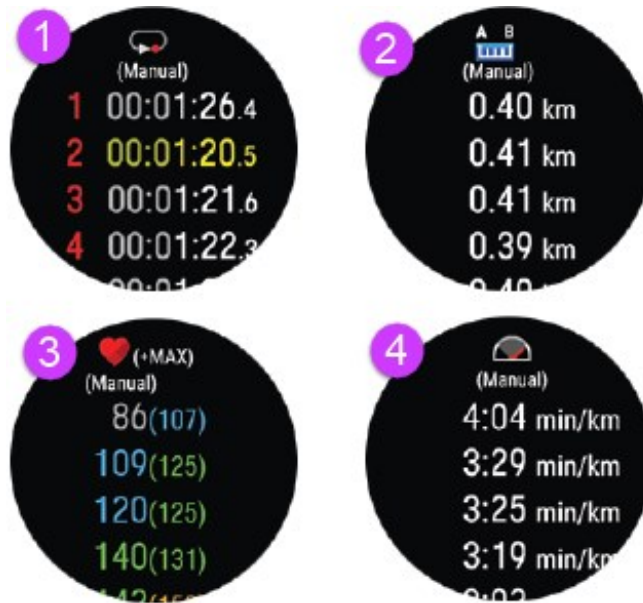 1
(Manual)
1 00:01:26.4
2 00:01:20.5
3 00:01:21.6
4 00:01:22.3
2
A B
(Manual)
0.40 km
0.41 km
0.41 km
0.39 km
3
(+MAX)
(Manual)
86(107)
109(125)
120(125)
140(131)
4
(Manual)
4:04 min/km
3:29 min/km
3:25 min/km
3:19 min/km